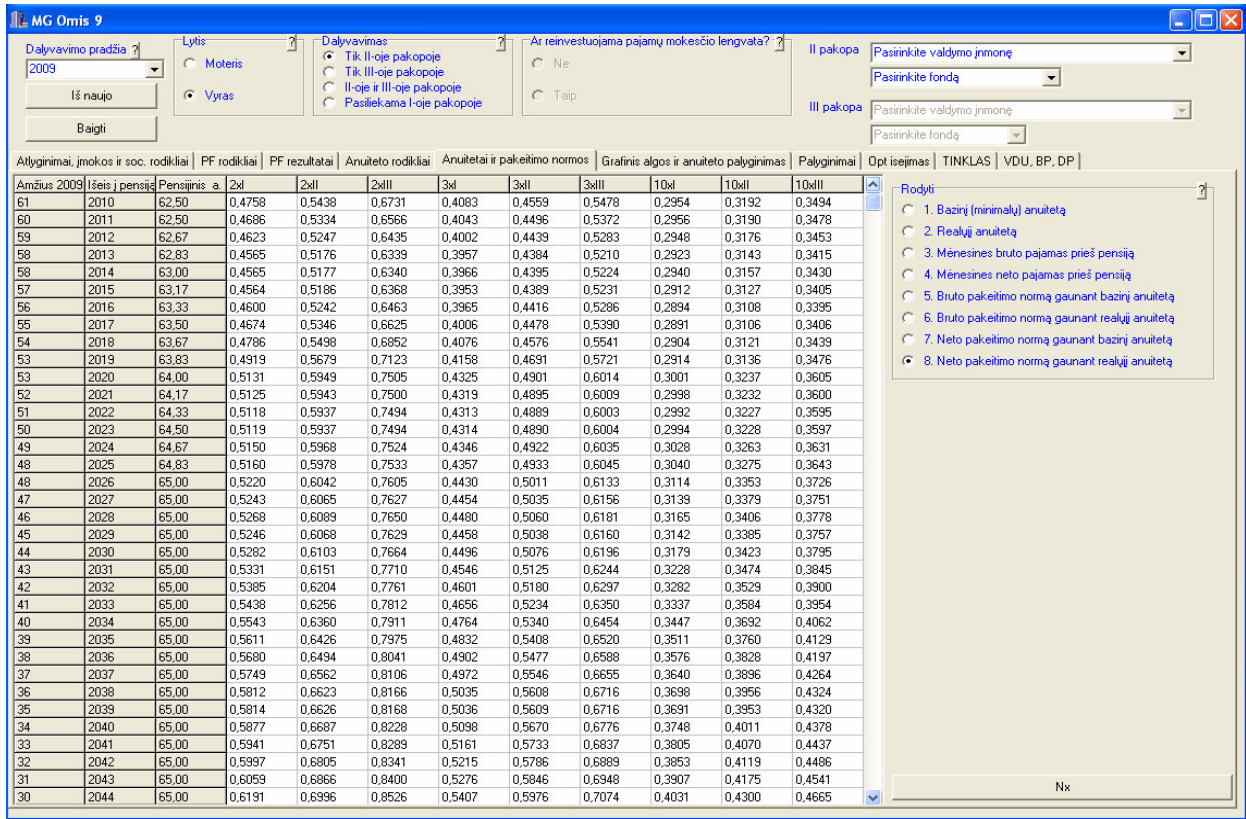 MG Omis 9
Dalyvavimo pradžia ?
2009
Iš naujo
Baigti
Lytis ?
Moteris
Vyras
Dalyvavimas ?
Tik II-oje pakopoje
Tik III-oje pakopoje
II-oje ir III-oje pakopoje
Pasiliekama I-oje pakopoje
Ar reinvestuojama pajamų mokesčio lengvata? ?
Ne
Taip
II pakopa Pasirinkite valdymo įnmonę
Pasirinkite fondą
III pakopa Pasirinkite valdymo įnmonę
Pasirinkite fondą
Atlyginimai, įmokos ir soc. rodikliai PF rodikliai PF rezultatai Anuiteto rodikliai Anuitetai ir pakeitimo normos Grafinis algos ir anuiteto palyginimas Palyginimai Opt isejimas TINKLAS VDU, BP, DP
Amžius 2009 Išeis į pensiją Pensijinis a. 2xI 2xII 2xIII 3xI 3xII 3xIII 10xI 10xII 10xIII
61 2010 62,50 0,4758 0,5438 0,6731 0,4083 0,4559 0,5478 0,2954 0,3192 0,3494
60 2011 62,50 0,4686 0,5334 0,6566 0,4043 0,4496 0,5372 0,2956 0,3190 0,3478
59 2012 62,67 0,4623 0,5247 0,6435 0,4002 0,4439 0,5283 0,2948 0,3176 0,3453
58 2013 62,83 0,4565 0,5176 0,6339 0,3957 0,4384 0,5210 0,2923 0,3143 0,3415
58 2014 63,00 0,4565 0,5177 0,6340 0,3966 0,4395 0,5224 0,2940 0,3157 0,3430
57 2015 63,17 0,4564 0,5186 0,6368 0,3953 0,4389 0,5231 0,2912 0,3127 0,3405
56 2016 63,33 0,4600 0,5242 0,6463 0,3965 0,4416 0,5286 0,2894 0,3108 0,3395
55 2017 63,50 0,4674 0,5346 0,6625 0,4006 0,4478 0,5390 0,2891 0,3106 0,3406
54 2018 63,67 0,4786 0,5498 0,6852 0,4076 0,4576 0,5541 0,2904 0,3121 0,3439
53 2019 63,83 0,4919 0,5679 0,7123 0,4158 0,4691 0,5721 0,2914 0,3136 0,3476
53 2020 64,00 0,5131 0,5949 0,7505 0,4325 0,4901 0,6014 0,3001 0,3237 0,3605
52 2021 64,17 0,5125 0,5943 0,7500 0,4319 0,4895 0,6009 0,2998 0,3232 0,3600
51 2022 64,33 0,5118 0,5937 0,7494 0,4313 0,4889 0,6003 0,2992 0,3227 0,3595
50 2023 64,50 0,5119 0,5937 0,7494 0,4314 0,4890 0,6004 0,2994 0,3228 0,3597
49 2024 64,67 0,5150 0,5968 0,7524 0,4346 0,4922 0,6035 0,3028 0,3263 0,3631
48 2025 64,83 0,5160 0,5978 0,7533 0,4357 0,4933 0,6045 0,3040 0,3275 0,3643
48 2026 65,00 0,5220 0,6042 0,7605 0,4430 0,5011 0,6133 0,3114 0,3353 0,3726
47 2027 65,00 0,5243 0,6065 0,7627 0,4454 0,5035 0,6156 0,3139 0,3379 0,3751
46 2028 65,00 0,5268 0,6089 0,7650 0,4480 0,5060 0,6181 0,3165 0,3406 0,3778
45 2029 65,00 0,5246 0,6068 0,7629 0,4458 0,5038 0,6160 0,3142 0,3385 0,3757
44 2030 65,00 0,5282 0,6103 0,7664 0,4496 0,5076 0,6196 0,3179 0,3423 0,3795
43 2031 65,00 0,5331 0,6151 0,7710 0,4546 0,5125 0,6244 0,3228 0,3474 0,3845
42 2032 65,00 0,5385 0,6204 0,7761 0,4601 0,5180 0,6297 0,3282 0,3529 0,3900
41 2033 65,00 0,5438 0,6256 0,7812 0,4656 0,5234 0,6350 0,3337 0,3584 0,3954
40 2034 65,00 0,5543 0,6360 0,7911 0,4764 0,5340 0,6454 0,3447 0,3692 0,4062
39 2035 65,00 0,5611 0,6426 0,7975 0,4832 0,5408 0,6520 0,3511 0,3760 0,4129
38 2036 65,00 0,5680 0,6494 0,8041 0,4902 0,5477 0,6588 0,3576 0,3828 0,4197
37 2037 65,00 0,5749 0,6562 0,8106 0,4972 0,5546 0,6655 0,3640 0,3896 0,4264
36 2038 65,00 0,5812 0,6623 0,8166 0,5035 0,5608 0,6716 0,3698 0,3956 0,4324
35 2039 65,00 0,5814 0,6626 0,8168 0,5036 0,5609 0,6716 0,3691 0,3953 0,4320
34 2040 65,00 0,5877 0,6687 0,8228 0,5098 0,5670 0,6776 0,3748 0,4011 0,4378
33 2041 65,00 0,5941 0,6751 0,8289 0,5161 0,5733 0,6837 0,3805 0,4070 0,4437
32 2042 65,00 0,5997 0,6805 0,8341 0,5215 0,5786 0,6889 0,3853 0,4119 0,4486
31 2043 65,00 0,6059 0,6866 0,8400 0,5276 0,5846 0,6948 0,3907 0,4175 0,4541
30 2044 65,00 0,6191 0,6996 0,8526 0,5407 0,5976 0,7074 0,4031 0,4300 0,4665
Rodyti ?
1. Bazinį (minimalų) anuitetą
2. Realųjį anuitetą
3. Mėnesines bruto pajamas prieš pensiją
4. Mėnesines neto pajamas prieš pensiją
5. Bruto pakeitimo normą gaunant bazinį anuitetą
6. Bruto pakeitimo normą gaunant realųjį anuitetą
7. Neto pakeitimo normą gaunant bazinį anuitetą
8. Neto pakeitimo normą gaunant realųjį anuitetą
Nx